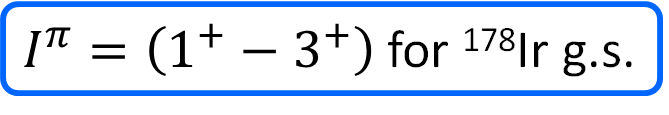 I^π = (1⁺ − 3⁺) for ¹⁷⁸Ir g.s.